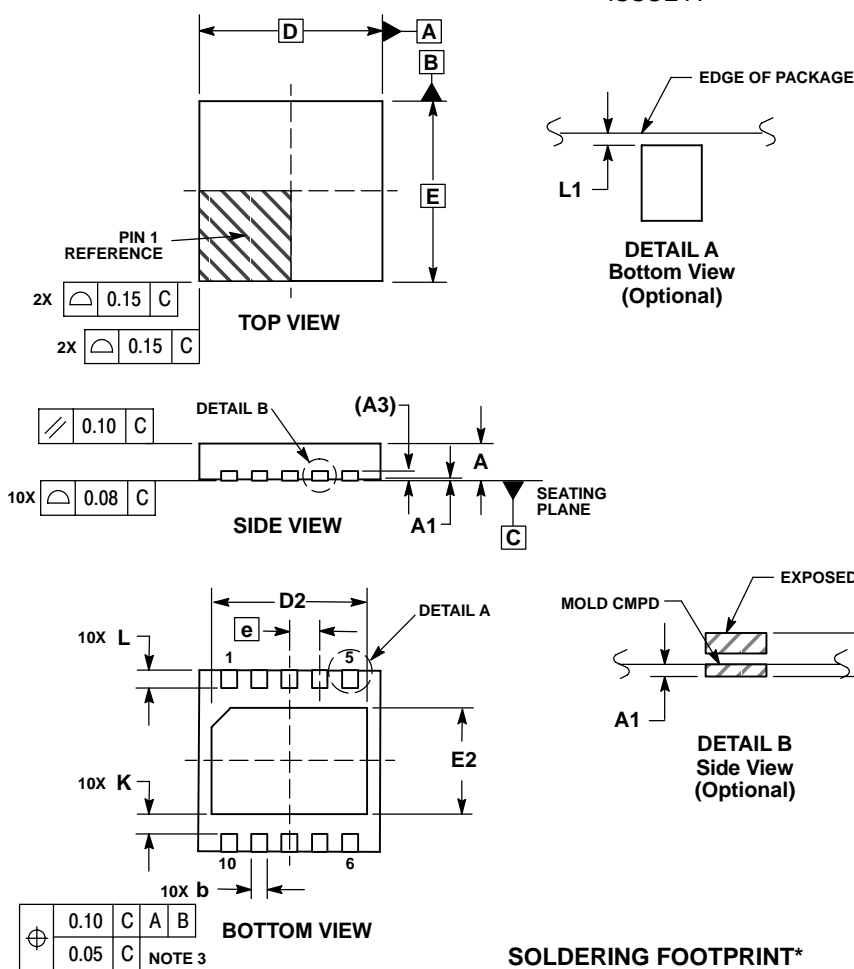 D
A
B
EDGE OF PACKAGE
L1
E
PIN 1
REFERENCE
DETAIL A
Bottom View
(Optional)
2X 0.15 C
TOP VIEW
2X 0.15 C
DETAIL B
(A3)
0.10 C
A
10X 0.08 C
SEATING
PLANE
SIDE VIEW
A1
C
D2
EXPOSED
MOLD CMPD
DETAIL A
e
10X L
1
5
A1
E2
DETAIL B
Side View
(Optional)
10X K
10
6
10X b
0.10 C A B
BOTTOM VIEW
0.05 C NOTE 3
SOLDERING FOOTPRINT*